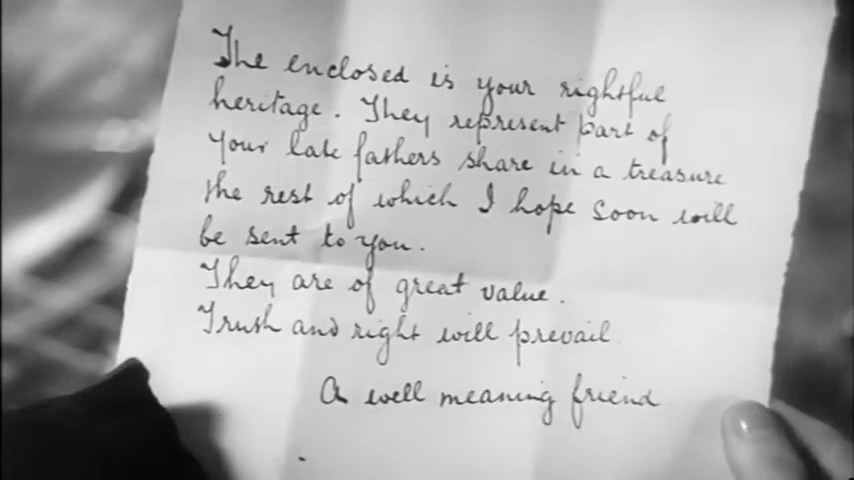 The enclosed is your rightful
heritage. They represent part of
your late fathers share in a treasure
the rest of which I hope soon will
be sent to you.
They are of great value.
Truth and right will prevail.
A well meaning friend